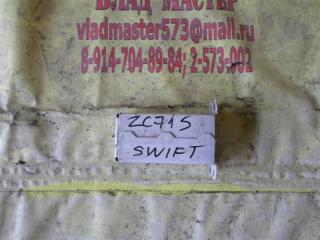 ВЛАД МАСТЕР
vladmaster573@mail.ru
8-914-704-89-84; 2-573-002
ZC71S
SWIFT